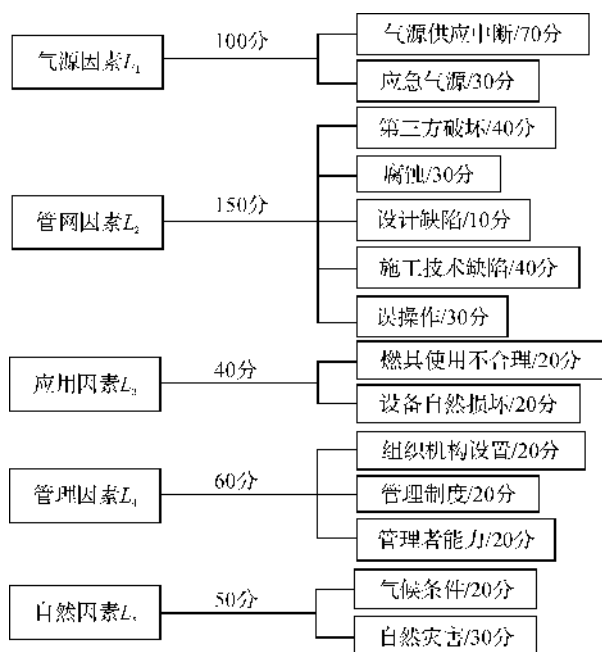 气源因素L₁
100分
气源供应中断/70分
应急气源/30分
管网因素L₂
150分
第三方破坏/40分
腐蚀/30分
设计缺陷/10分
施工技术缺陷/40分
误操作/30分
应用因素L₃
40分
燃具使用不合理/20分
设备自然损坏/20分
管理因素L₄
60分
组织机构设置/20分
管理制度/20分
管理者能力/20分
自然因素L
50分
气候条件/20分
自然灾害/30分